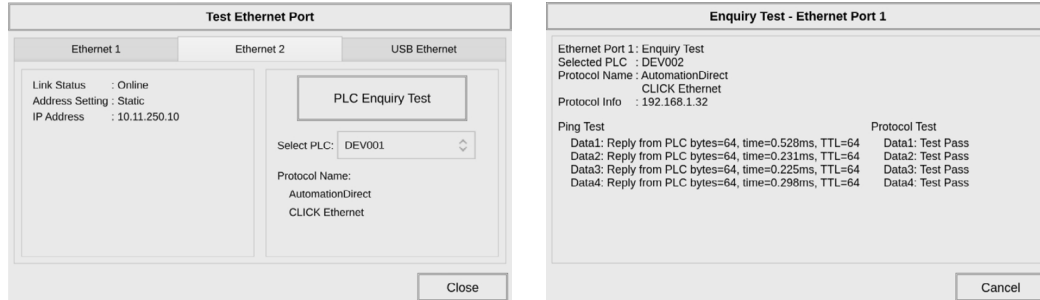 Test Ethernet Port
Ethernet 1
Ethernet 2
USB Ethernet
Link Status : Online
Address Setting : Static
IP Address : 10.11.250.10
PLC Enquiry Test
Select PLC: DEV001
Protocol Name:
AutomationDirect
CLICK Ethernet
Close
Enquiry Test - Ethernet Port 1
Ethernet Port 1 : Enquiry Test
Selected PLC : DEV002
Protocol Name : AutomationDirect
CLICK Ethernet
Protocol Info : 192.168.1.32
Ping Test
Protocol Test
Data1: Reply from PLC bytes=64, time=0.528ms, TTL=64 Data1: Test Pass
Data2: Reply from PLC bytes=64, time=0.231ms, TTL=64 Data2: Test Pass
Data3: Reply from PLC bytes=64, time=0.225ms, TTL=64 Data3: Test Pass
Data4: Reply from PLC bytes=64, time=0.298ms, TTL=64 Data4: Test Pass
Cancel